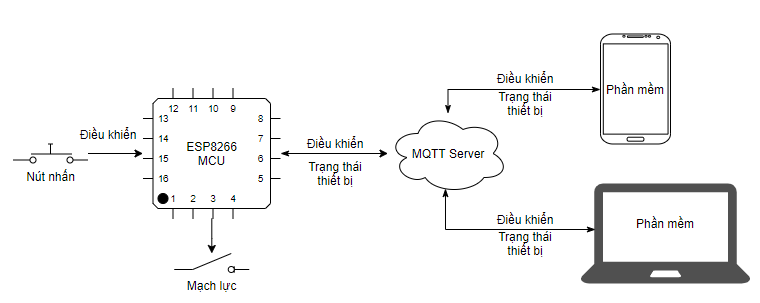 Điều khiển
Trạng thái
thiết bị
Phần mềm
12 11 10 9
13
14
15
16
ESP8266
MCU
8
7
6
5
1 2 3 4
Điều khiển
Nút nhấn
Điều khiển
Trạng thái
thiết bị
MQTT Server
Điều khiển
Trạng thái
thiết bị
Phần mềm
Mạch lực